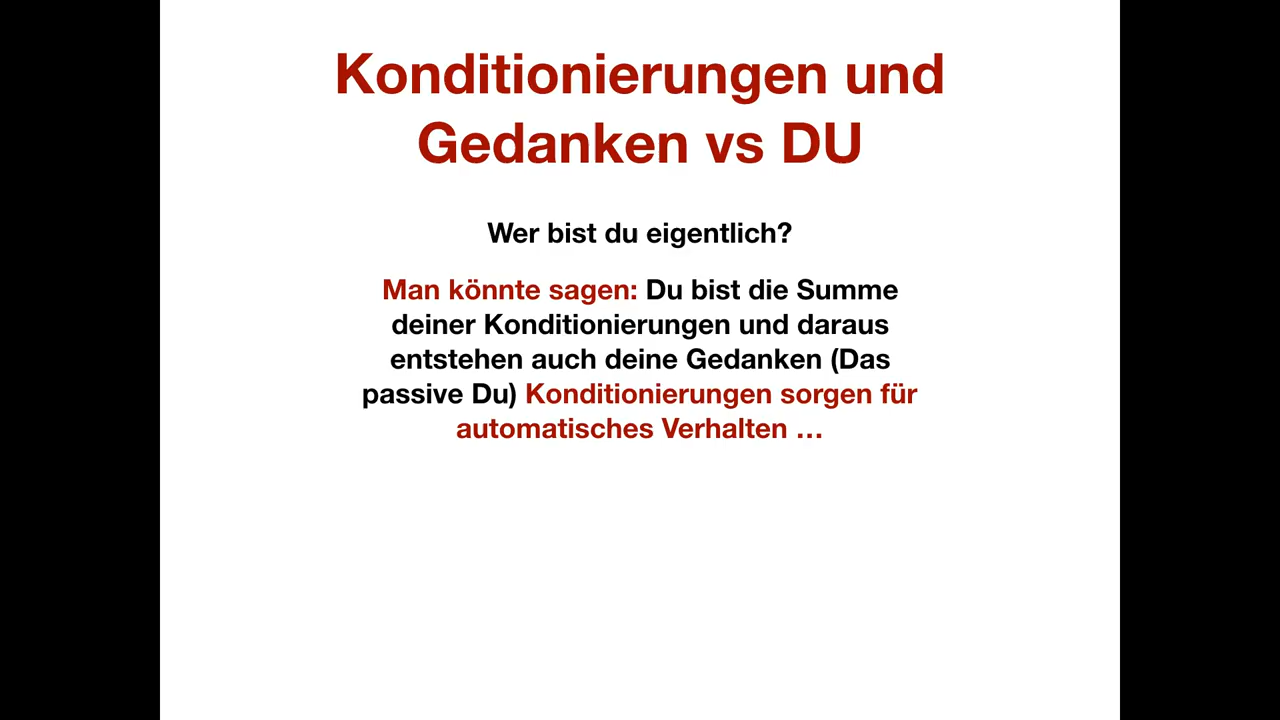 Konditionierungen und
Gedanken vs DU
Wer bist du eigentlich?
Man könnte sagen: Du bist die Summe
deiner Konditionierungen und daraus
entstehen auch deine Gedanken (Das
passive Du) Konditionierungen sorgen für
automatisches Verhalten …